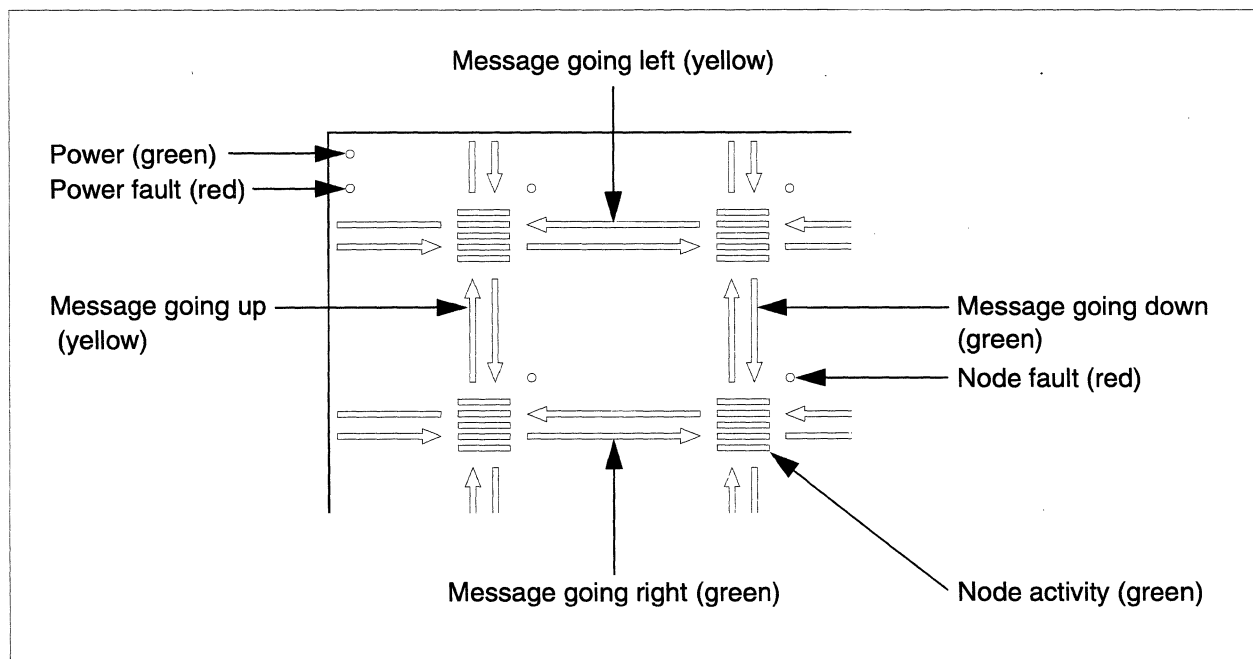 Message going left (yellow)
Power (green)
Power fault (red)
Message going up
(yellow)
Message going down
(green)
Node fault (red)
Message going right (green)
Node activity (green)